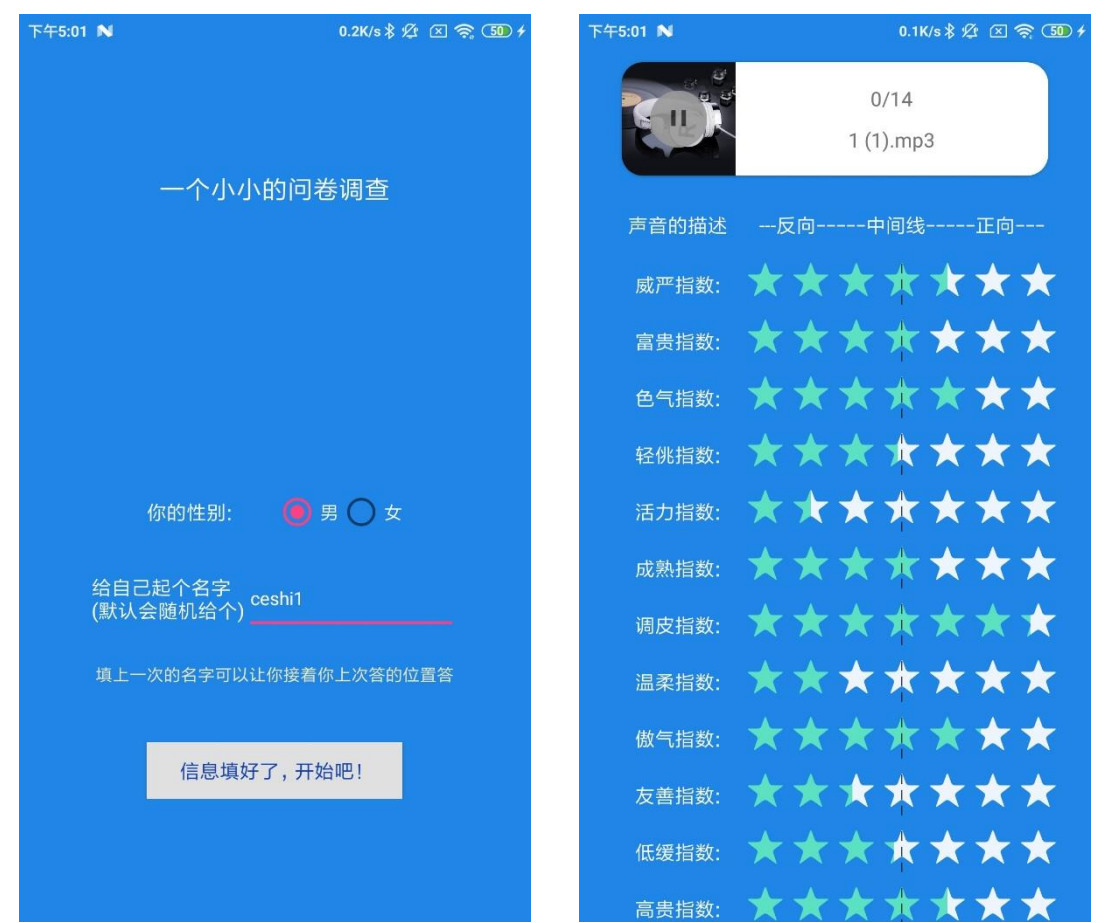 下午5:01
0.2K/s
50
一个小小的问卷调查
你的性别:
男
女
给自己起个名字
(默认会随机给个)
ceshi1
填上一次的名字可以让你接着你上次答的位置答
信息填好了,开始吧!
下午5:01
0.1K/s
50
0/14
1 (1).mp3
声音的描述
---反向-----中间线-----正向---
威严指数:
富贵指数:
色气指数:
轻佻指数:
活力指数:
成熟指数:
调皮指数:
温柔指数:
傲气指数:
友善指数:
低缓指数:
高贵指数: